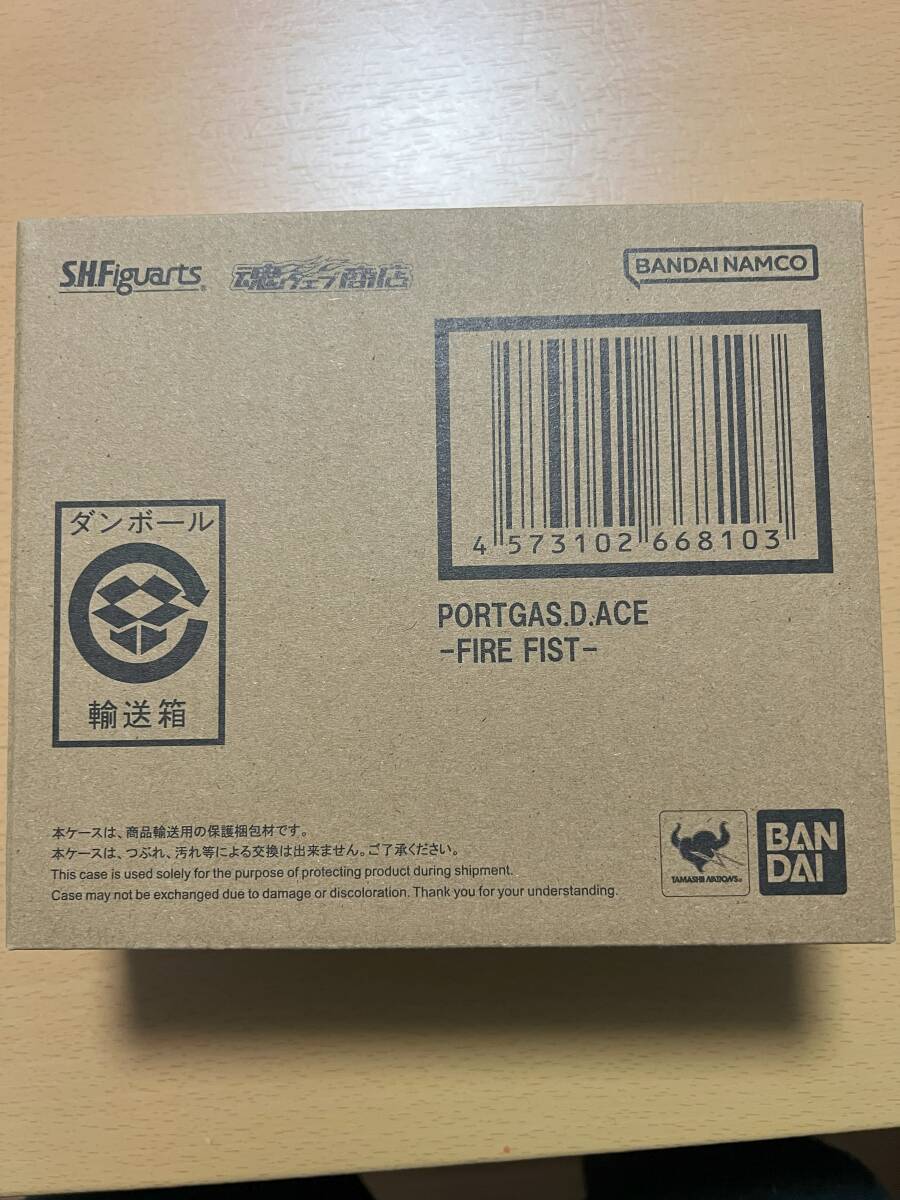 S.H.Figuarts
魂ウェブ商店
BANDAI NAMCO
4 573102 668103
PORTGAS.D.ACE
-FIRE FIST-
ダンボール
輸送箱
本ケースは、商品輸送用の保護梱包材です。
本ケースは、つぶれ、汚れ等による交換は出来ません。ご了承ください。
This case is used solely for the purpose of protecting product during shipment.
Case may not be exchanged due to damage or discoloration. Thank you for your understanding.
TAMASHII NATIONS
BAN
DAI